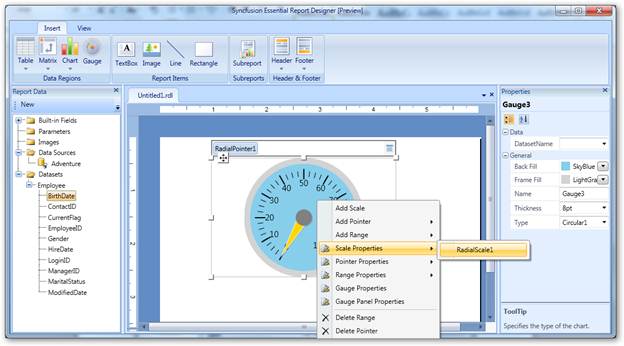 Syncfusion Essential Report Designer [Preview]
Insert
View
Table
Matrix
Chart
Gauge
TextBox
Image
Line
Rectangle
Subreport
Header
Footer
Data Regions
Report Items
Subreports
Header & Footer
Report Data
New
Built-in Fields
Parameters
Images
Data Sources
Adventure
Datasets
Employee
BirthDate
ContactID
CurrentFlag
EmployeeID
Gender
HireDate
LoginID
ManagerID
MaritalStatus
ModifiedDate
Untitled1.rdl
1 2 3 4 5
RadialPointer1
10 20 30 40 50 60 70
Add Scale
Add Pointer
Add Range
Scale Properties
RadialScale1
Pointer Properties
Range Properties
Gauge Properties
Gauge Panel Properties
Delete Range
Delete Pointer
Properties
Gauge3
Data
DatasetName
General
Back Fill SkyBlue
Frame Fill LightGra
Name Gauge3
Thickness 8pt
Type Circular1
ToolTip
Specifies the type of the chart.